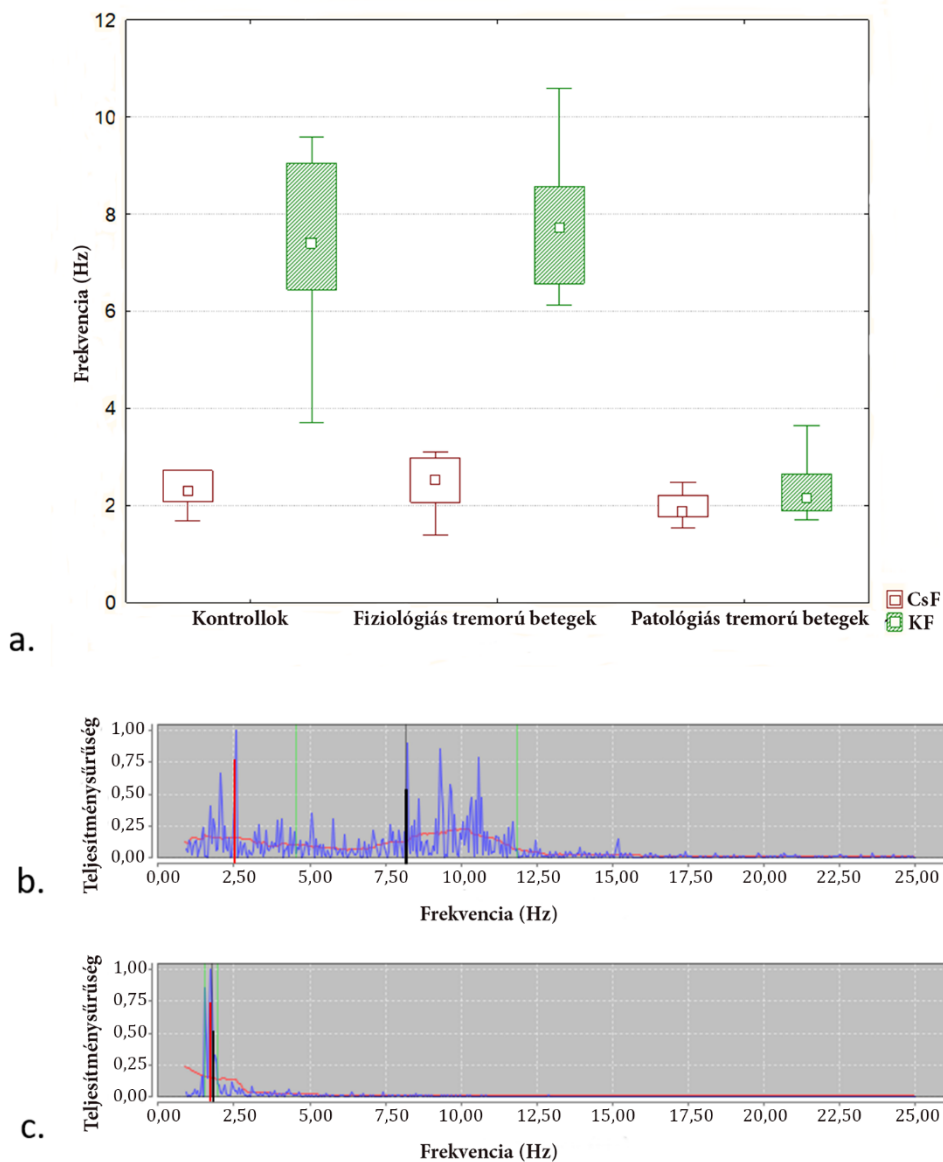 12
10
8
6
4
2
0
Frekvencia (Hz)
Kontrollok
Fiziológiás tremorú betegek
Patológiás tremorú betegek
CsF
KF
a.
Teljesítménysűrűség
1,00
0,75
0,50
0,25
0,00
0,00 2,50 5,00 7,50 10,00 12,50 15,00 17,50 20,00 22,50 25,00
Frekvencia (Hz)
b.
Teljesítménysűrűség
1,00
0,75
0,50
0,25
0,00
0,00 2,50 5,00 7,50 10,00 12,50 15,00 17,50 20,00 22,50 25,00
Frekvencia (Hz)
c.